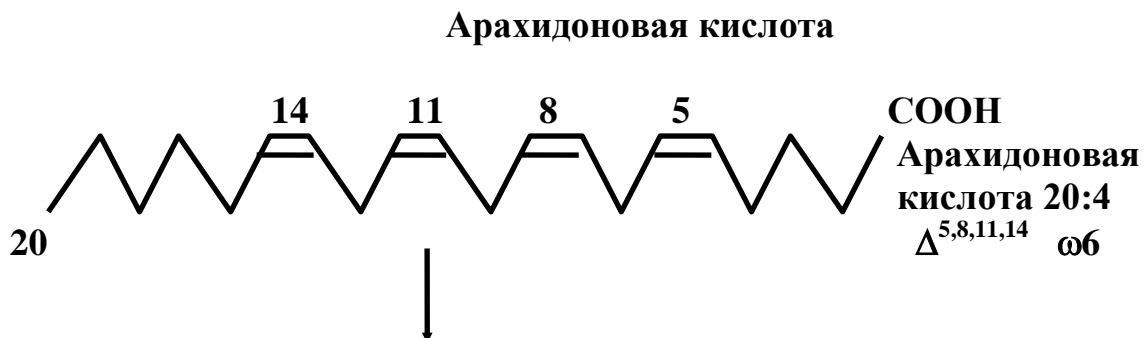 Арахидоновая кислота
14 11 8 5 COOH
Арахидоновая
кислота 20:4
20 Δ5,8,11,14 ω6